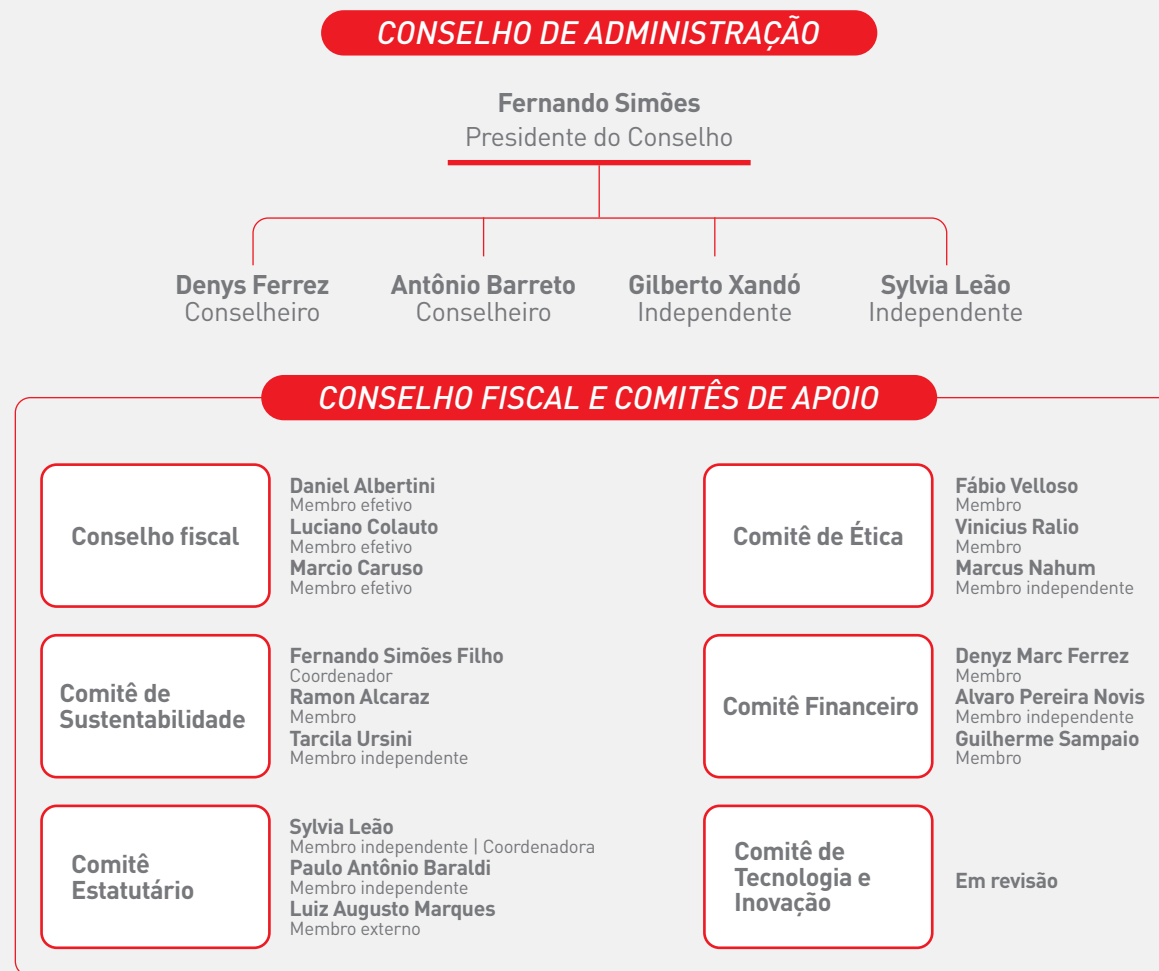 CONSELHO DE ADMINISTRAÇÃO
Fernando Simões
Presidente do Conselho
Denys Ferrez
Conselheiro
Antônio Barreto
Conselheiro
Gilberto Xandó
Independente
Sylvia Leão
Independente
CONSELHO FISCAL E COMITÊS DE APOIO
Conselho fiscal
Daniel Albertini
Membro efetivo
Luciano Colauto
Membro efetivo
Marcio Caruso
Membro efetivo
Comitê de Ética
Fábio Velloso
Membro
Vinicius Ralio
Membro
Marcus Nahum
Membro independente
Comitê de
Sustentabilidade
Fernando Simões Filho
Coordenador
Ramon Alcaraz
Membro
Tarcila Ursini
Membro independente
Comitê Financeiro
Denyz Marc Ferrez
Membro
Alvaro Pereira Novis
Membro independente
Guilherme Sampaio
Membro
Comitê
Estatutário
Sylvia Leão
Membro independente | Coordenadora
Paulo Antônio Baraldi
Membro independente
Luiz Augusto Marques
Membro externo
Comitê de
Tecnologia e
Inovação
Em revisão